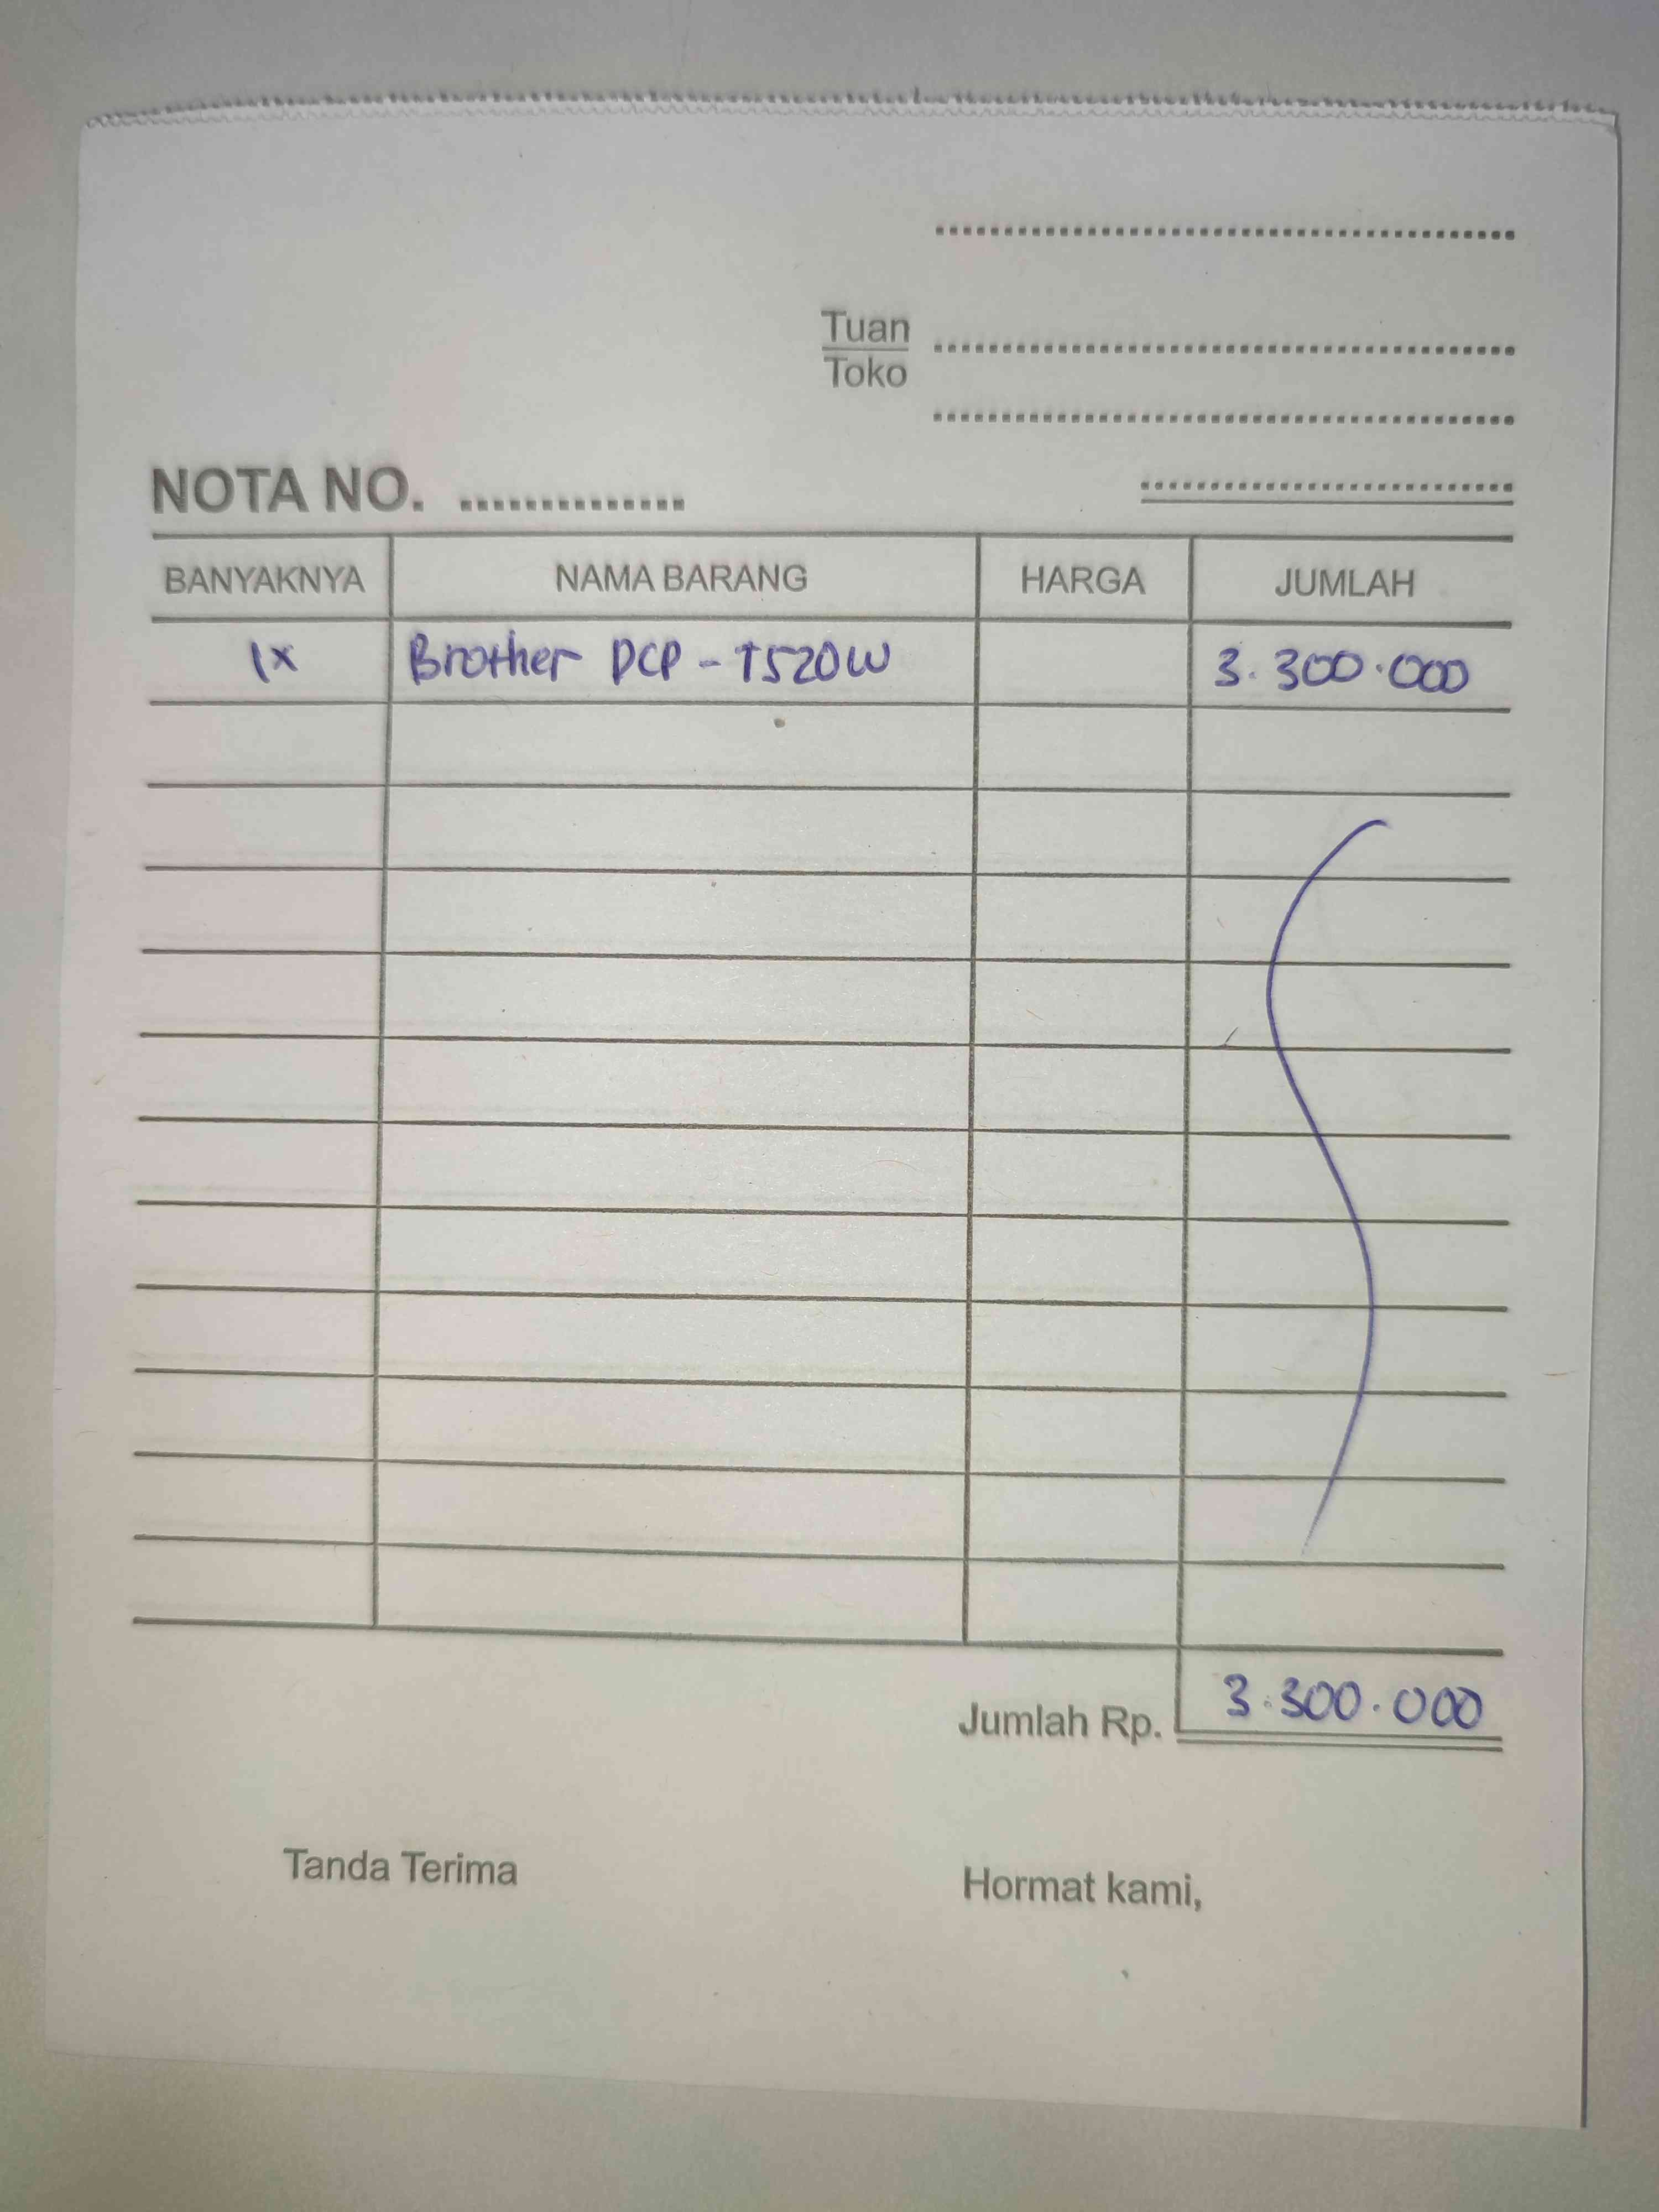 Tuan
Toko
NOTA NO. ..............
BANYAKNYA NAMA BARANG HARGA JUMLAH
1x Brother DCP - T520W 3.300.000
Jumlah Rp. 3.300.000
Tanda Terima Hormat kami,